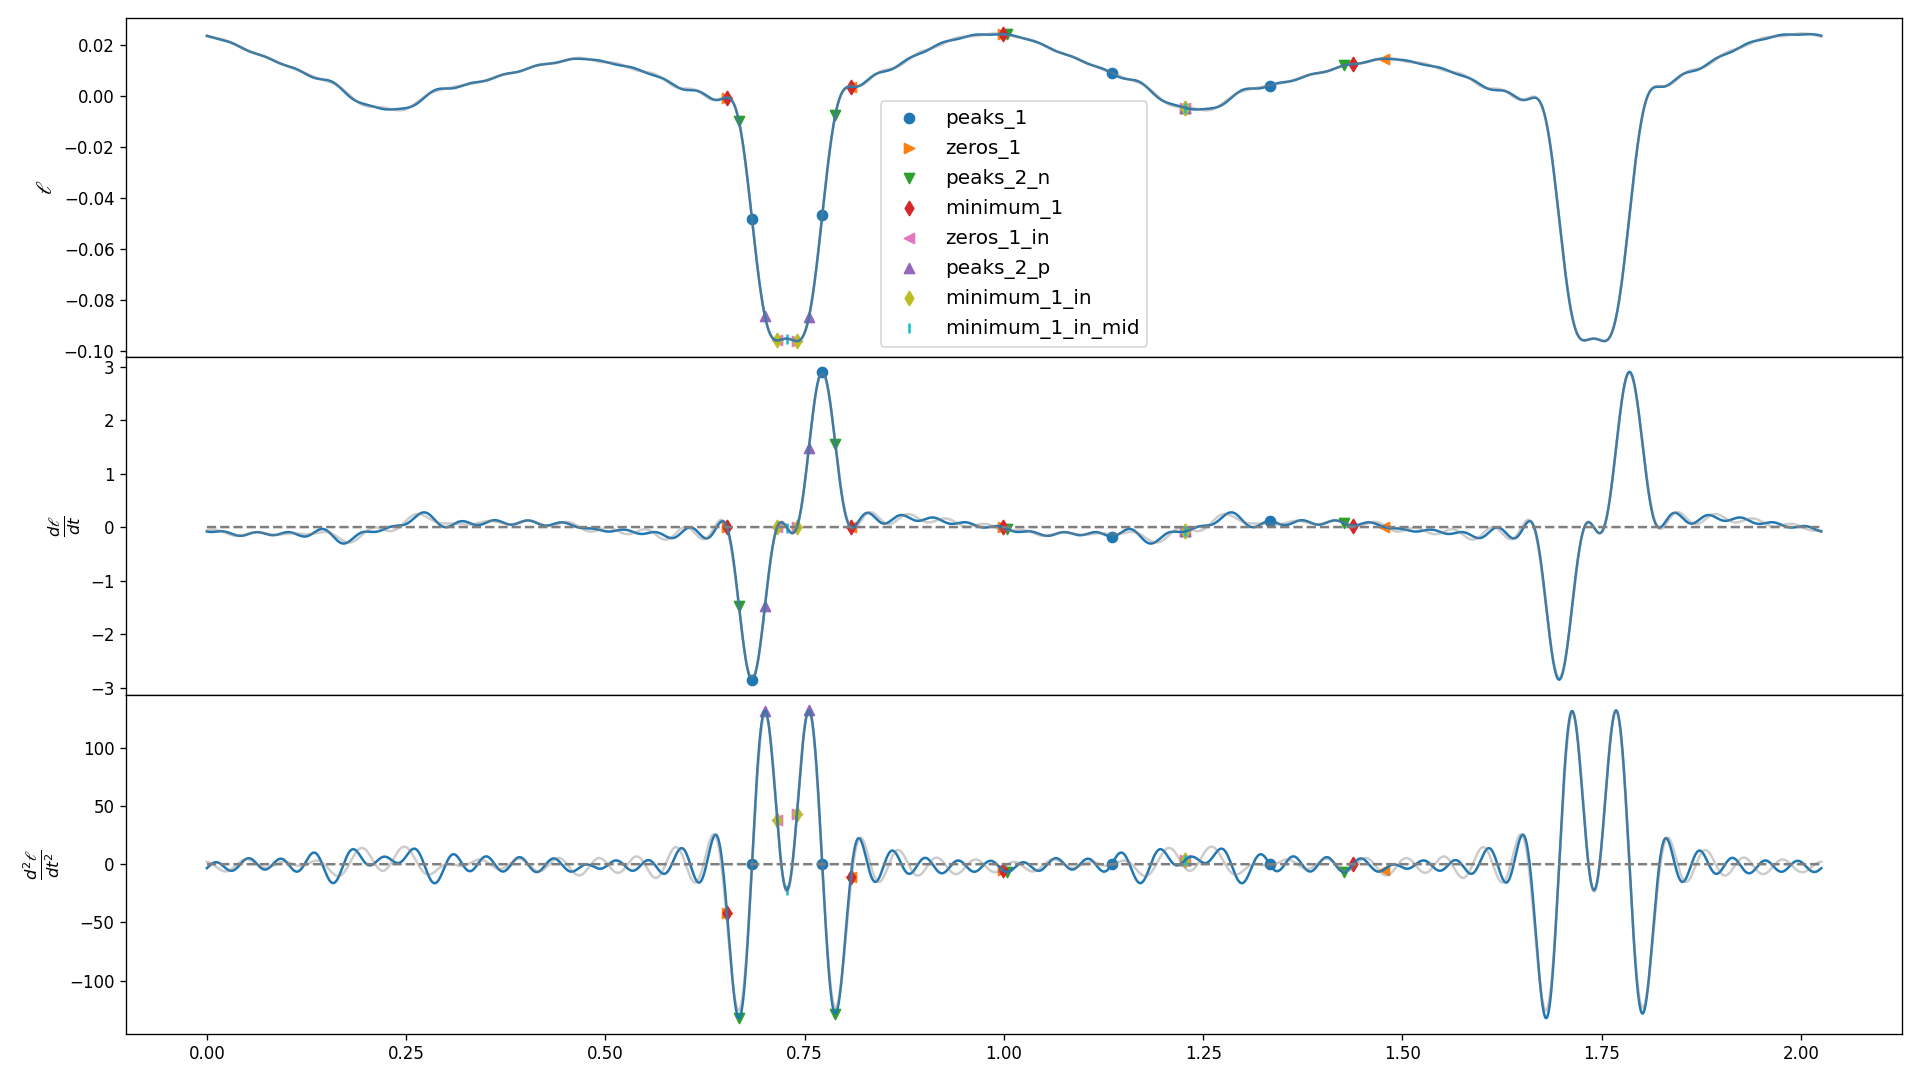 0.02
0.00
−0.02
−0.04
−0.06
−0.08
−0.10
ℓ
peaks_1
zeros_1
peaks_2_n
minimum_1
zeros_1_in
peaks_2_p
minimum_1_in
minimum_1_in_mid
3
2
1
0
−1
−2
−3
dℓ
dt
100
50
0
−50
−100
d²ℓ
dt²
0.00 0.25 0.50 0.75 1.00 1.25 1.50 1.75 2.00